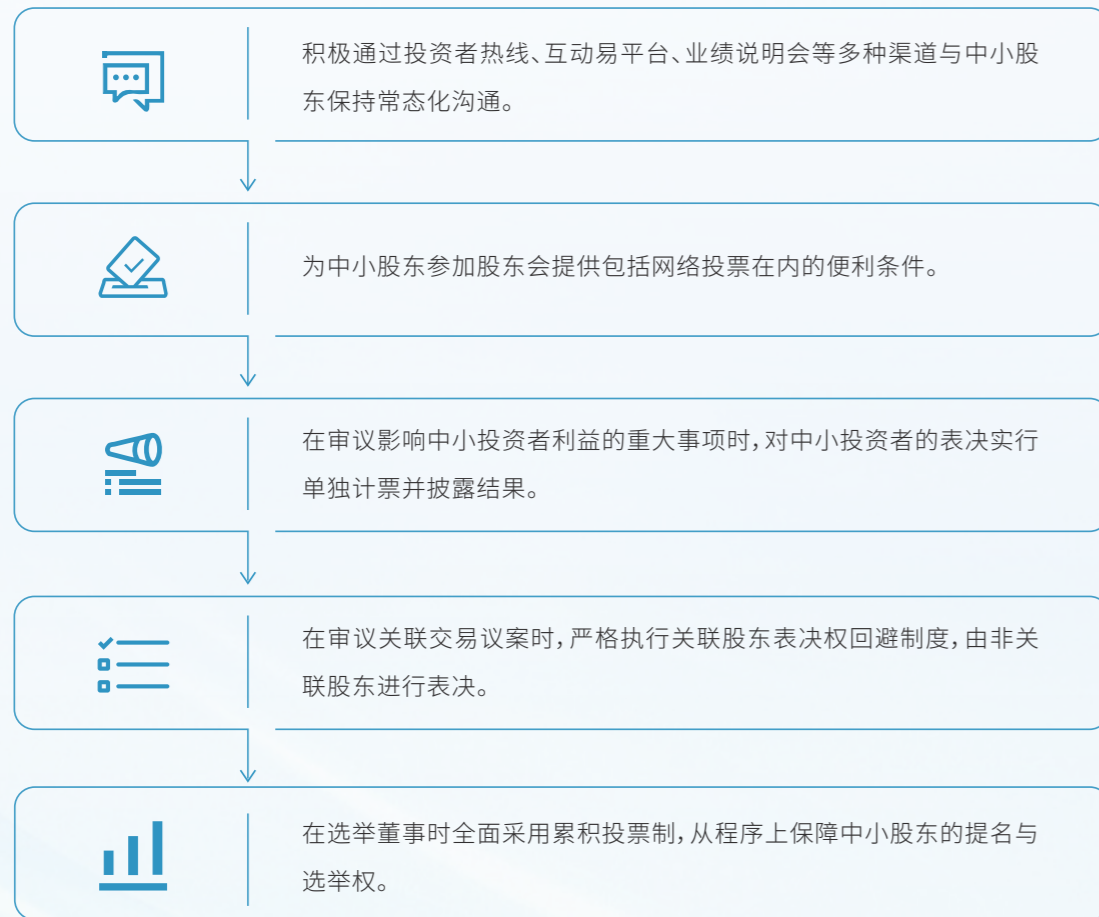 积极通过投资者热线、互动易平台、业绩说明会等多种渠道与中小股
东保持常态化沟通。
为中小股东参加股东会提供包括网络投票在内的便利条件。
在审议影响中小投资者利益的重大事项时，对中小投资者的表决实行
单独计票并披露结果。
在审议关联交易议案时，严格执行关联股东表决权回避制度，由非关
联股东进行表决。
在选举董事时全面采用累积投票制，从程序上保障中小股东的提名与
选举权。